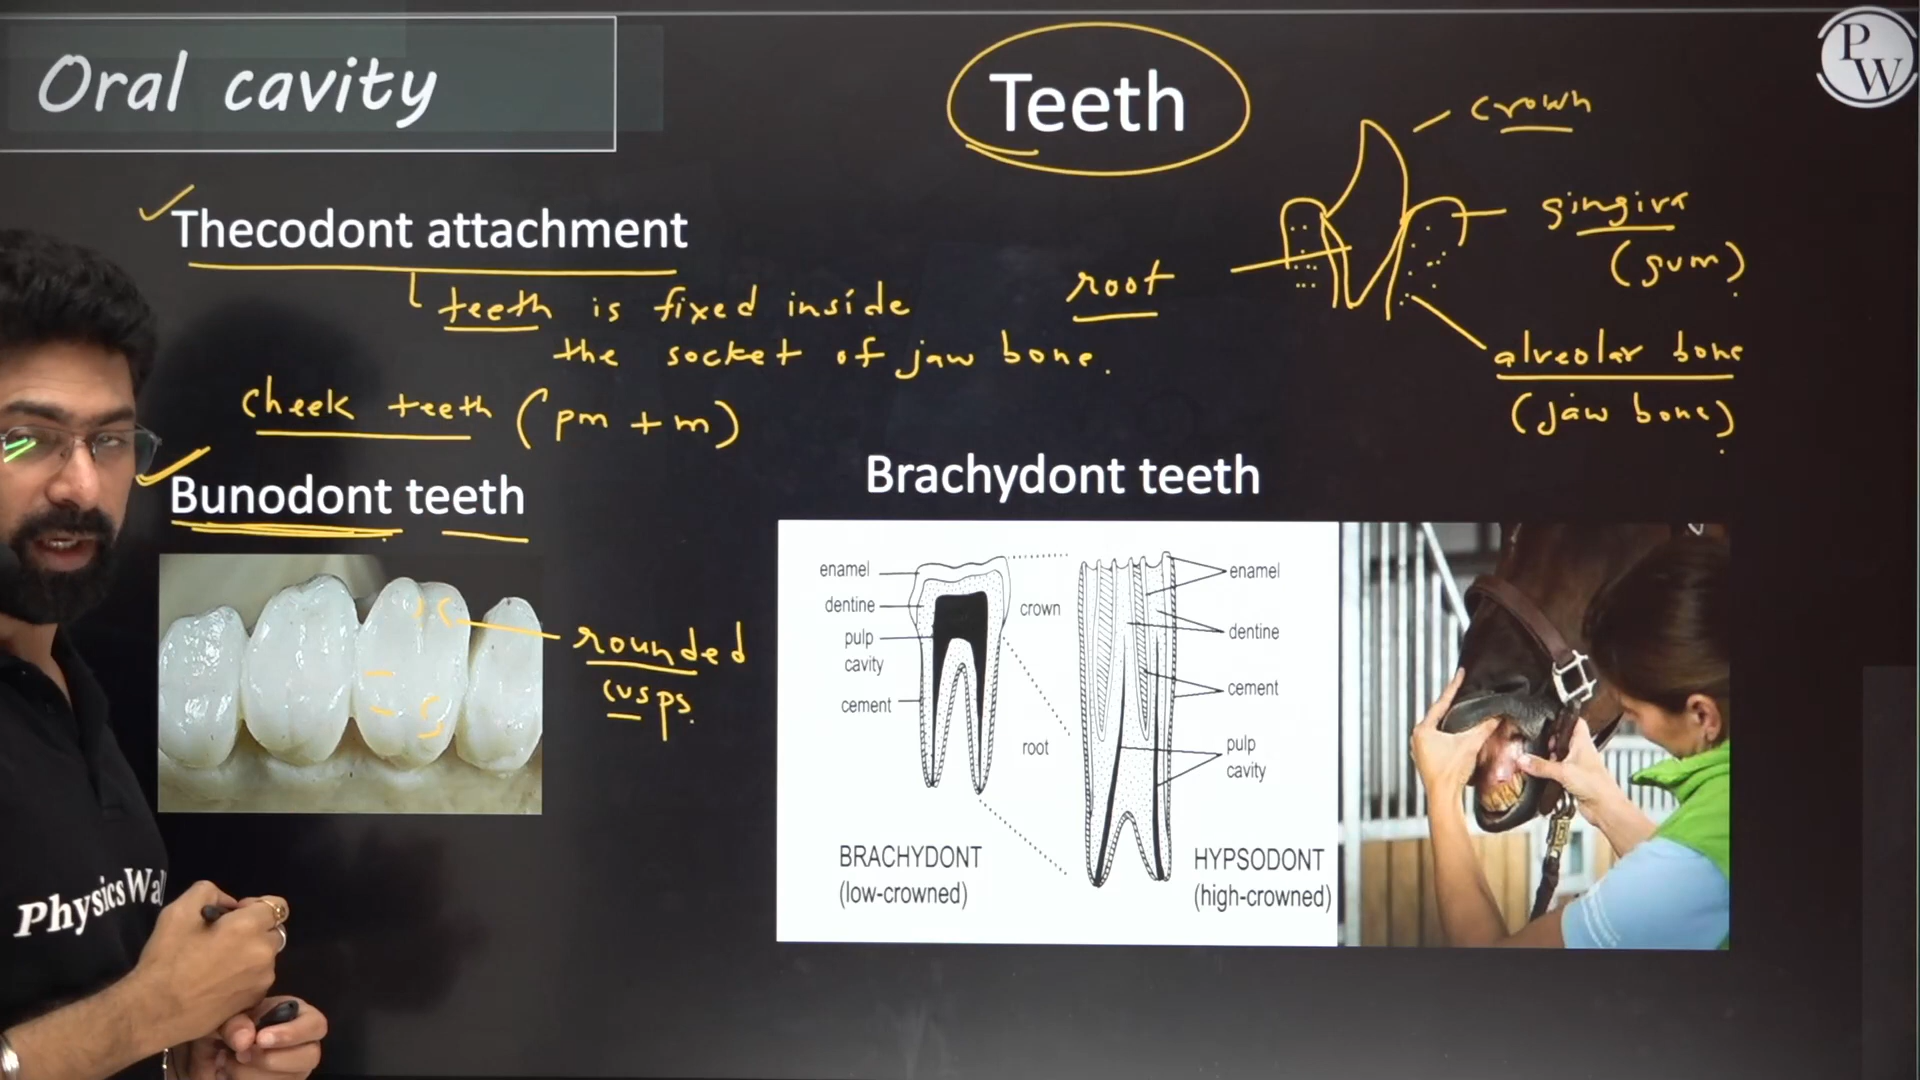 Oral cavity
Teeth
PW
crown
Thecodont attachment
gingiva
(gum)
teeth is fixed inside
the socket of jaw bone.
root
alveolar bone
(jaw bone)
cheek teeth (pm + m)
Bunodont teeth
rounded
cusps.
Brachydont teeth
enamel
dentine
pulp
cavity
cement
crown
root
enamel
dentine
cement
pulp
cavity
BRACHYDONT
(low-crowned)
HYPSODONT
(high-crowned)
PhysicsWal